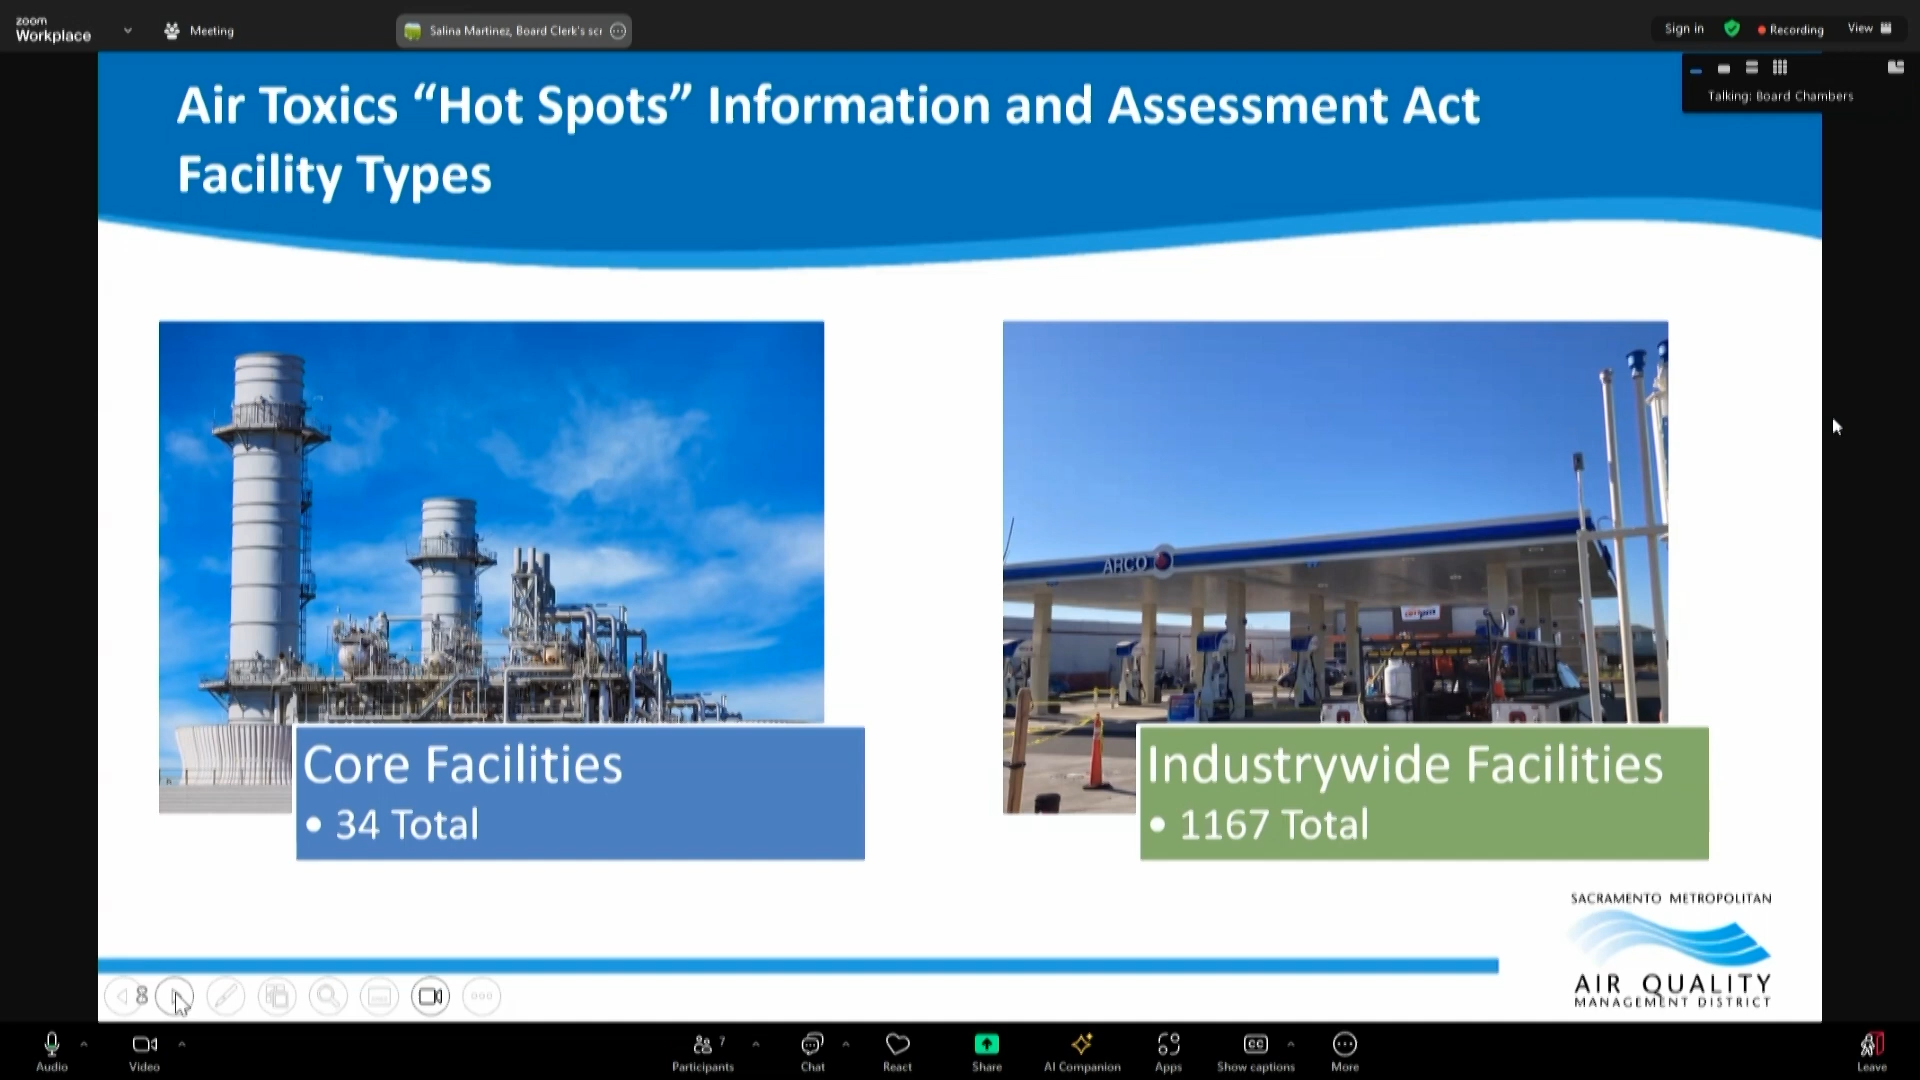 zoom
Workplace
Meeting
Salina Martinez, Board Clerk's scr
Sign in
Recording
View
Talking: Board Chambers
Air Toxics “Hot Spots” Information and Assessment Act
Facility Types
ARCO
Core Facilities
• 34 Total
Industrywide Facilities
• 1167 Total
SACRAMENTO METROPOLITAN
AIR QUALITY
MANAGEMENT DISTRICT
8
Audio
Video
7
Participants
Chat
React
Share
AI Companion
Apps
CC
Show captions
More
Leave